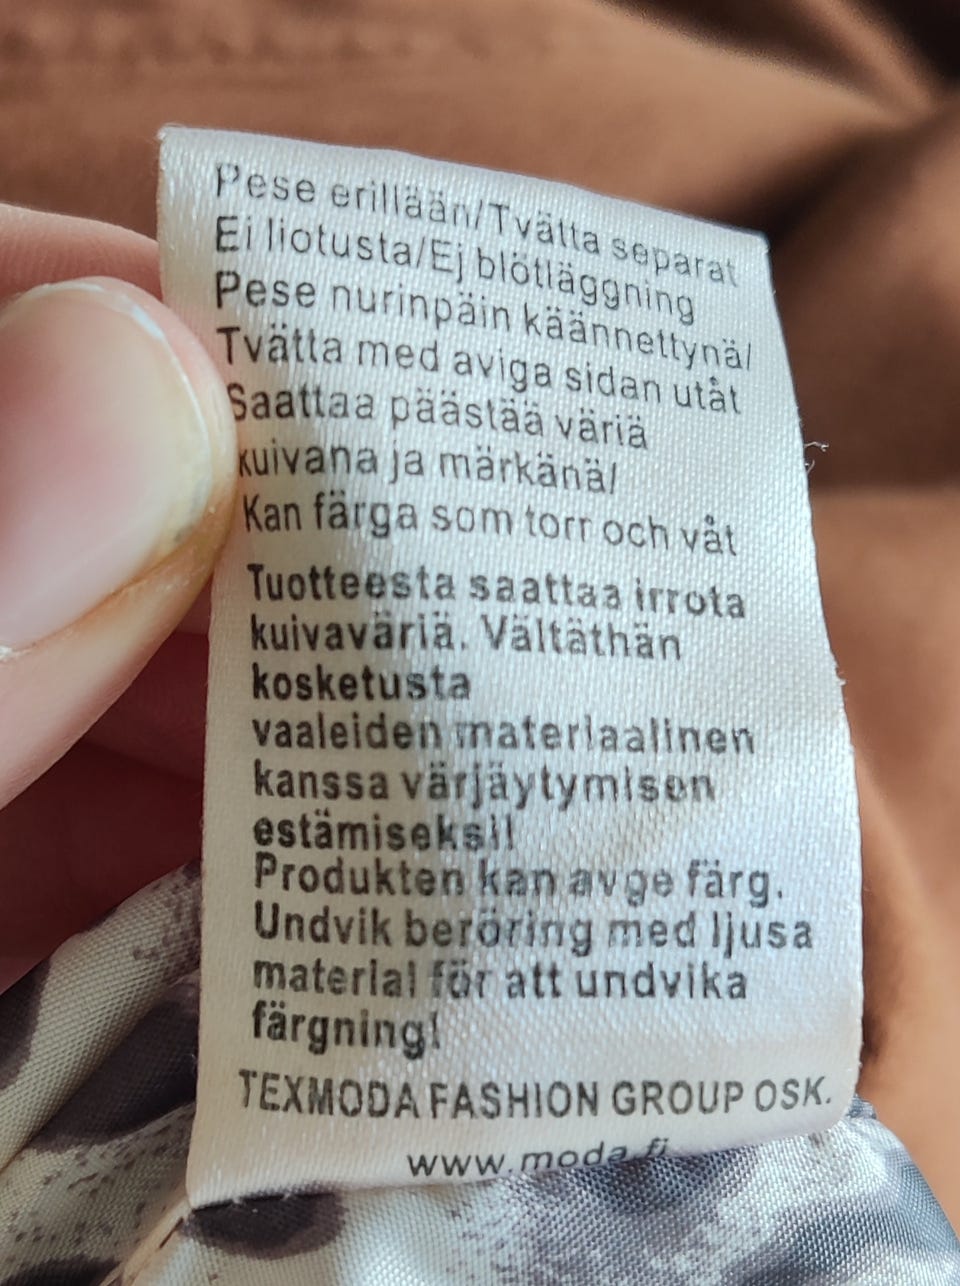 Pese erillään/Tvätta separat
Ei liotusta/Ej blötläggning
Pese nurinpäin käännettynä/
Tvätta med aviga sidan utåt
Saattaa päästää väriä
kuivana ja märkänä/
Kan färga som torr och våt
Tuotteesta saattaa irrota
kuivaväriä. Vältäthän
kosketusta
vaaleiden materiaalinen
kanssa värjäytymisen
estämiseksi!
Produkten kan avge färg.
Undvik beröring med ljusa
material för att undvika
färgning!
TEXMODA FASHION GROUP OSK.
www.moda.fi